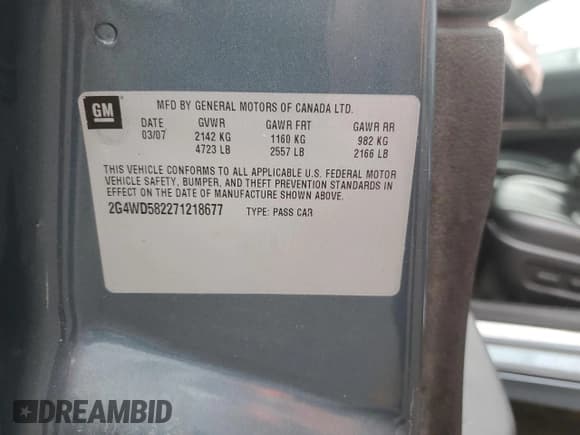 GM
MFD BY GENERAL MOTORS OF CANADA LTD.
DATE GVWR GAWR FRT GAWR RR
03/07 2142 KG 1160 KG 982 KG
4723 LB 2557 LB 2166 LB
THIS VEHICLE CONFORMS TO ALL APPLICABLE U.S. FEDERAL MOTOR
VEHICLE SAFETY, BUMPER, AND THEFT PREVENTION STANDARDS IN
EFFECT ON THE DATE OF MANUFACTURE SHOWN ABOVE.
2G4WD582271218677 TYPE: PASS CAR
DREAMBID